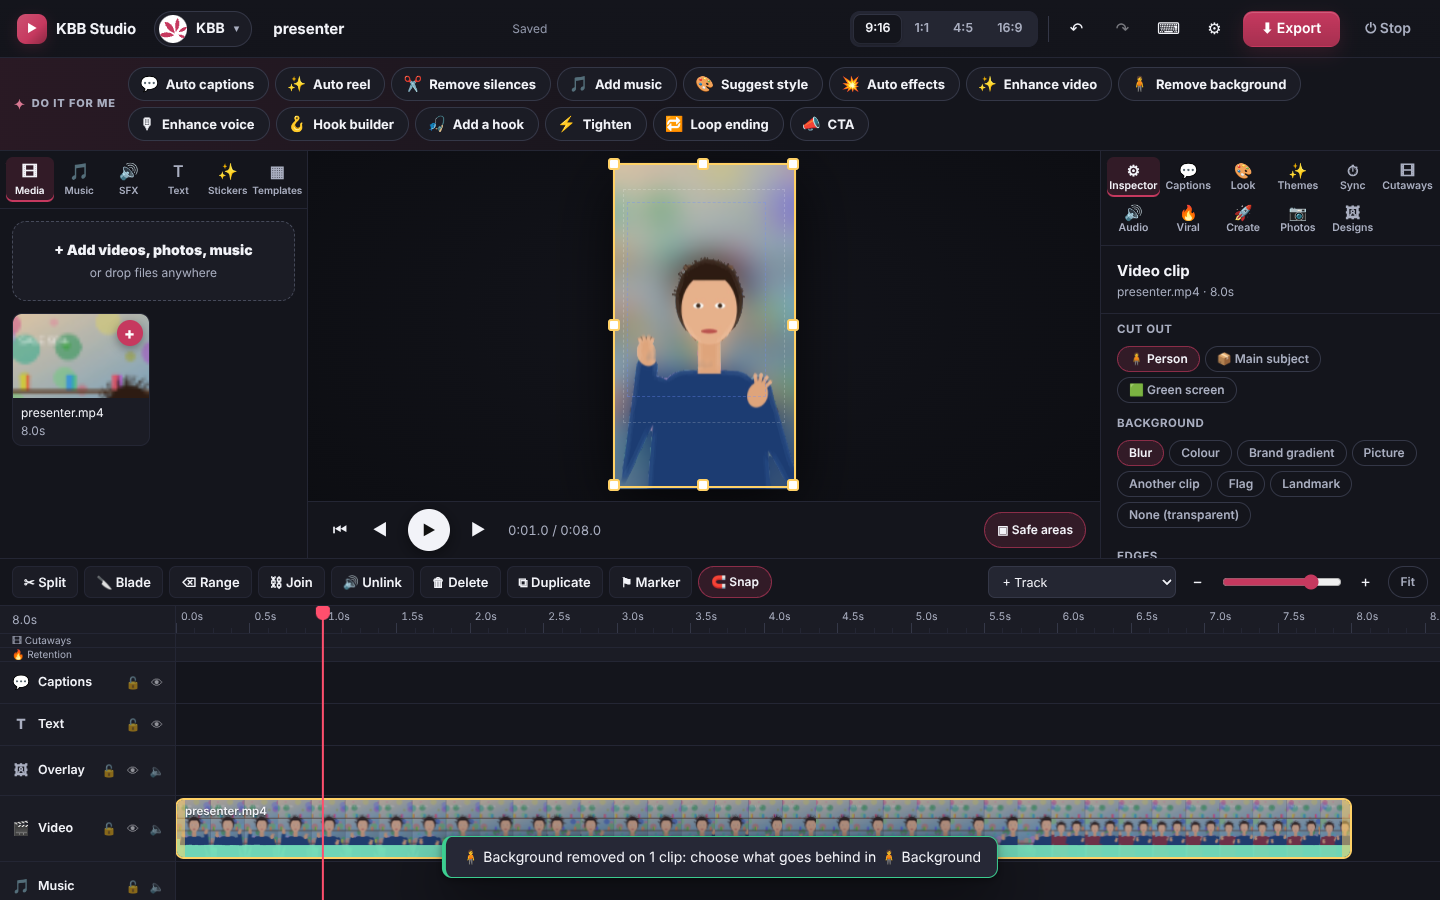 KBB Studio
KBB
presenter
Saved
9:16 1:1 4:5 16:9
Export
Stop
DO IT FOR ME
Auto captions
Auto reel
Remove silences
Add music
Suggest style
Auto effects
Enhance video
Remove background
Enhance voice
Hook builder
Add a hook
Tighten
Loop ending
CTA
Media
Music
SFX
Text
Stickers
Templates
+ Add videos, photos, music
or drop files anywhere
presenter.mp4
8.0s
0:01.0 / 0:08.0
Safe areas
Inspector
Captions
Look
Themes
Sync
Cutaways
Audio
Viral
Create
Photos
Designs
Video clip
presenter.mp4 · 8.0s
CUT OUT
Person
Main subject
Green screen
BACKGROUND
Blur
Colour
Brand gradient
Picture
Another clip
Flag
Landmark
None (transparent)
EDGES
Split
Blade
Range
Join
Unlink
Delete
Duplicate
Marker
Snap
+ Track
Fit
8.0s
0.0s 0.5s 1.0s 1.5s 2.0s 2.5s 3.0s 3.5s 4.0s 4.5s 5.0s 5.5s 6.0s 6.5s 7.0s 7.5s 8.0s 8.
Cutaways
Retention
Captions
Text
Overlay
Video
presenter.mp4
Background removed on 1 clip: choose what goes behind in Background
Music